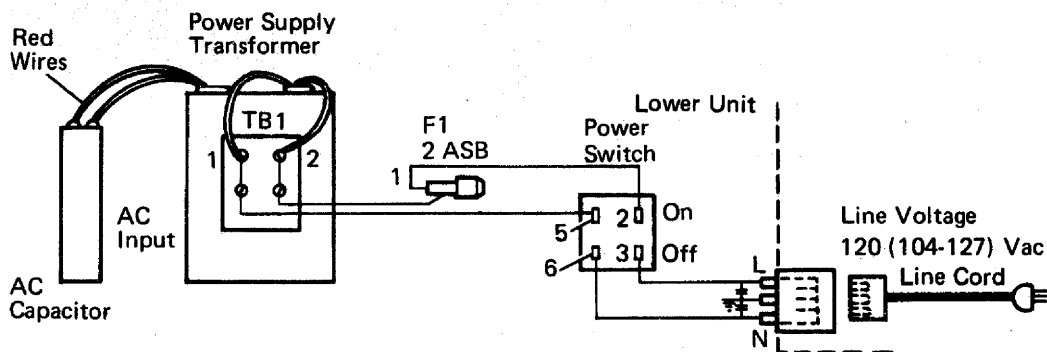 Red
Wires
Power Supply
Transformer
TB1
1
2
AC
Input
AC
Capacitor
F1
2 ASB
1
Lower Unit
Power
Switch
5
2
On
6
3
Off
L
N
Line Voltage
120 (104-127) Vac
Line Cord